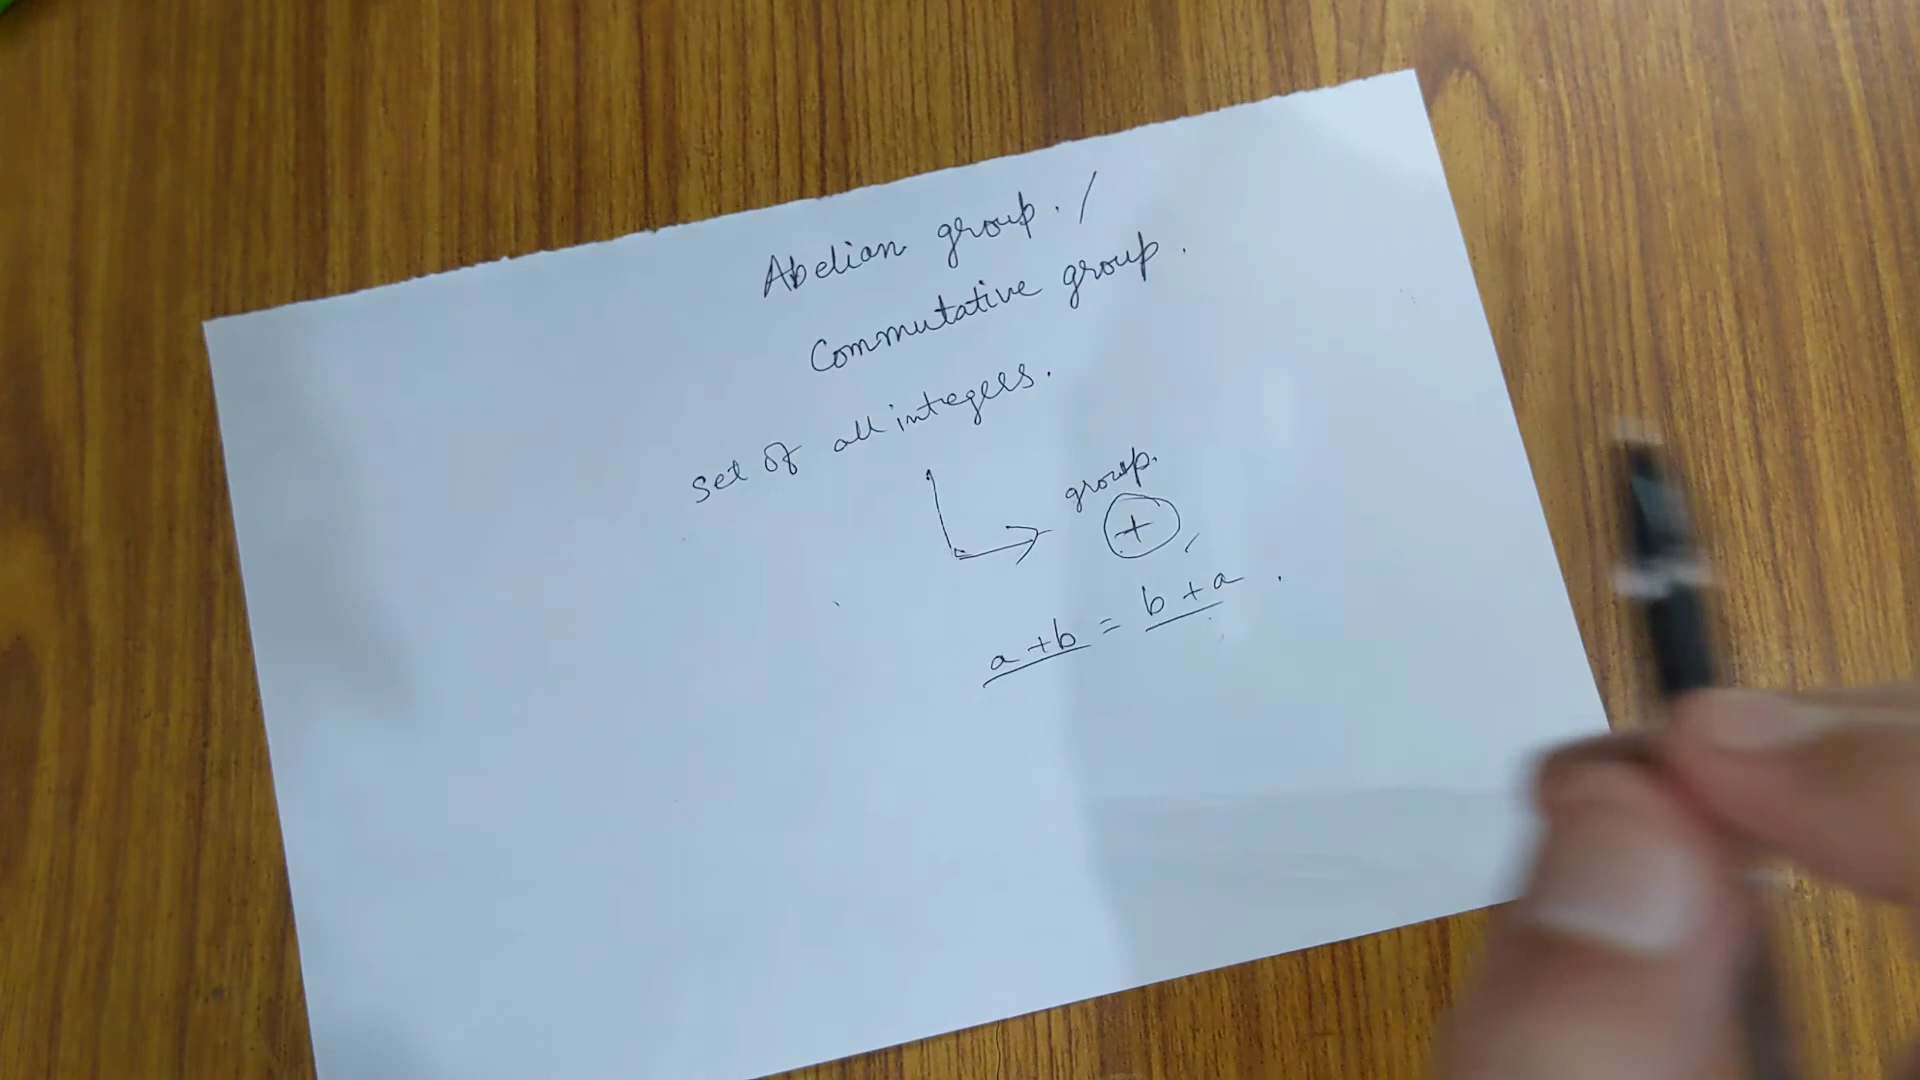 Abelian group. /
Commutative group.
set of all integers.
group.
+
a + b = b + a .